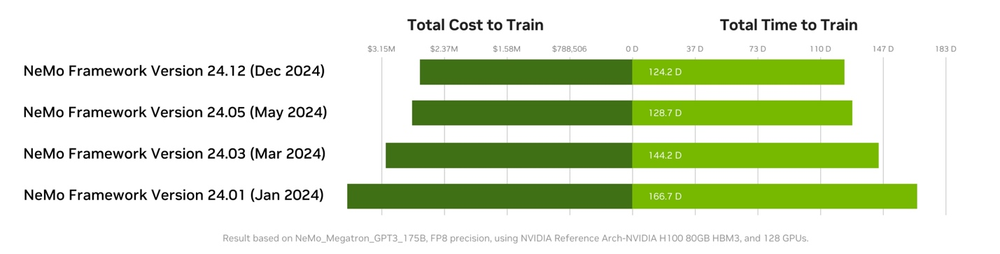 Total Cost to Train Total Time to Train
$3.15M $2.37M $1.58M $788,506 0 D 37 D 73 D 110 D 147 D 183 D
NeMo Framework Version 24.12 (Dec 2024) 124.2 D
NeMo Framework Version 24.05 (May 2024) 128.7 D
NeMo Framework Version 24.03 (Mar 2024) 144.2 D
NeMo Framework Version 24.01 (Jan 2024) 166.7 D
Result based on NeMo_Megatron_GPT3_175B, FP8 precision, using NVIDIA Reference Arch-NVIDIA H100 80GB HBM3, and 128 GPUs.